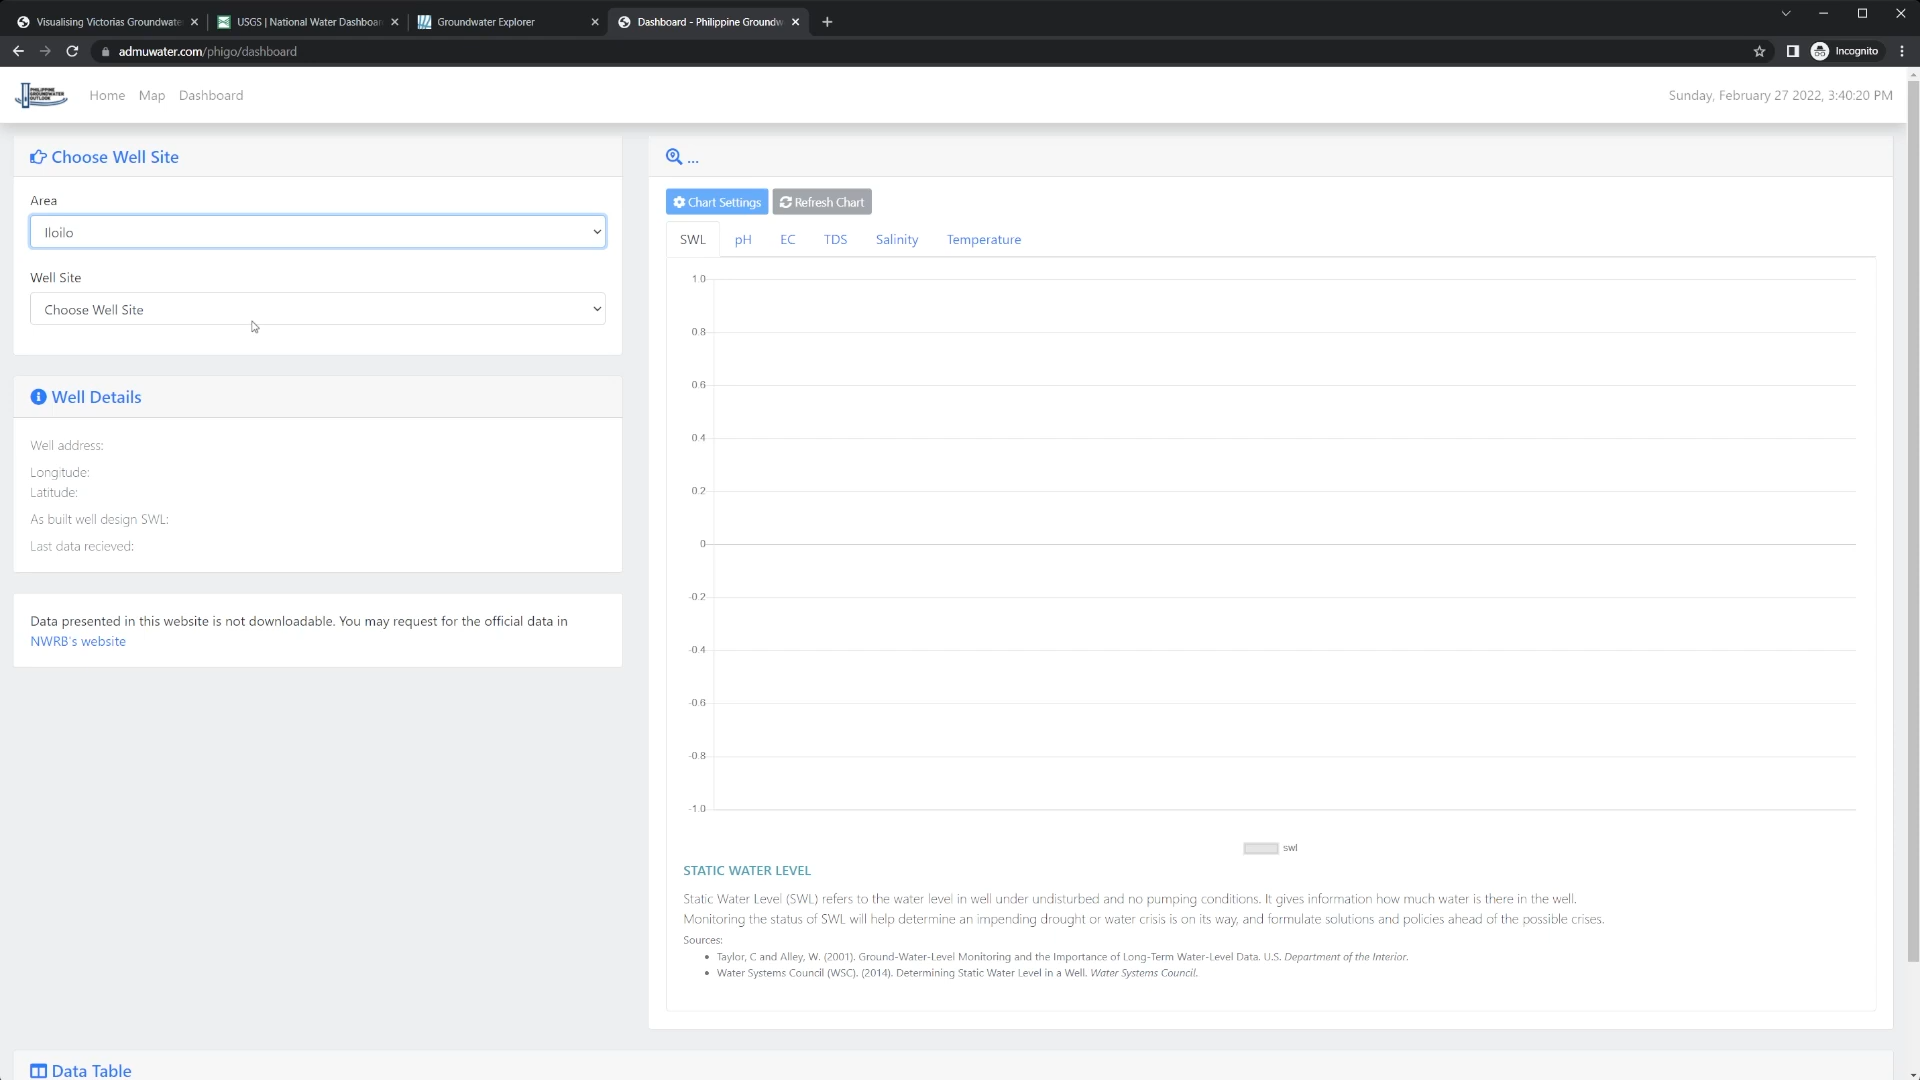 Visualising Victorias Groundwate
USGS | National Water Dashboar
Groundwater Explorer
Dashboard - Philippine Groundw
admuwater.com/phigo/dashboard
Incognito
PHILIPPINE
GROUNDWATER
OUTLOOK
Home
Map
Dashboard
Sunday, February 27 2022, 3:40:20 PM
Choose Well Site
Area
Iloilo
Well Site
Choose Well Site
Well Details
Well address:
Longitude:
Latitude:
As built well design SWL:
Last data recieved:
Data presented in this website is not downloadable. You may request for the official data in
NWRB's website
...
Chart Settings
Refresh Chart
SWL
pH
EC
TDS
Salinity
Temperature
1.0
0.8
0.6
0.4
0.2
0
-0.2
-0.4
-0.6
-0.8
-1.0
swl
STATIC WATER LEVEL
Static Water Level (SWL) refers to the water level in well under undisturbed and no pumping conditions. It gives information how much water is there in the well.
Monitoring the status of SWL will help determine an impending drought or water crisis is on its way, and formulate solutions and policies ahead of the possible crises.
Sources:
Taylor, C and Alley, W. (2001). Ground-Water-Level Monitoring and the Importance of Long-Term Water-Level Data. U.S. Department of the Interior.
Water Systems Council (WSC). (2014). Determining Static Water Level in a Well. Water Systems Council.
Data Table